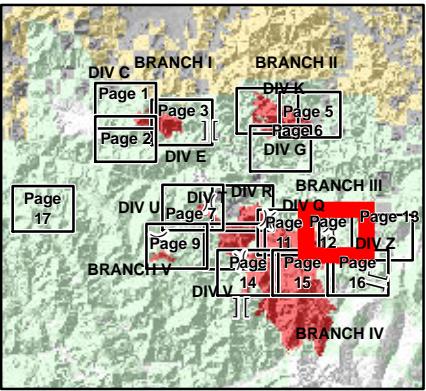 BRANCH I
BRANCH II
DIV C
DIV K
Page 1
Page 3
Page 5
Page 6
Page 2
DIV E
DIV G
BRANCH III
DIV R
Page
17
DIV U
DIV Q
Page 7
Page
11
Page
12
Page 13
Page 9
DIV Z
BRANCH V
Page
14
Page
15
Page
16
DIV V
BRANCH IV